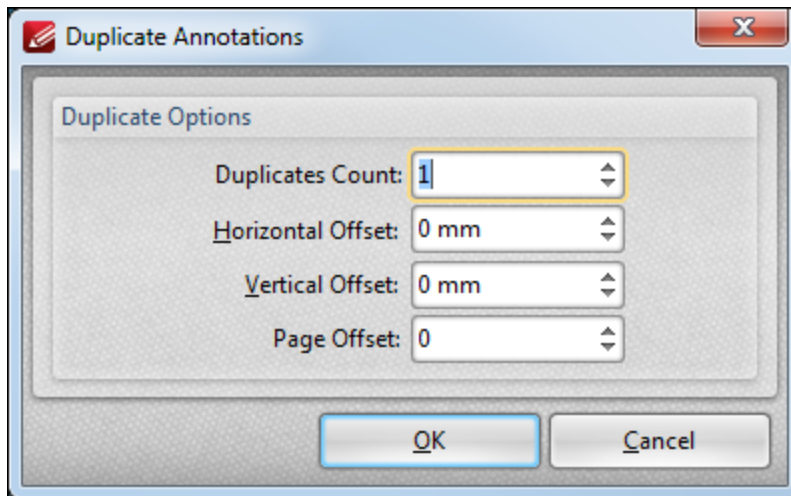 Duplicate Annotations
Duplicate Options
Duplicates Count: 1
Horizontal Offset: 0 mm
Vertical Offset: 0 mm
Page Offset: 0
OK Cancel